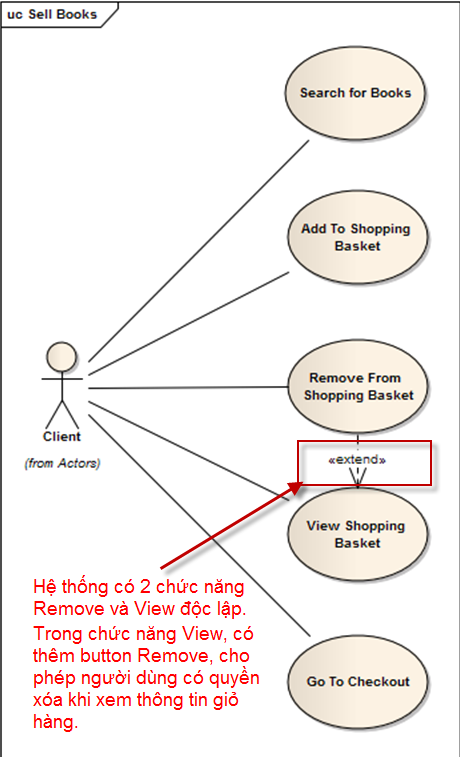 uc Sell Books
Search for Books
Add To Shopping
Basket
Remove From
Shopping Basket
Client
(from Actors)
«extend»
View Shopping
Basket
Hệ thống có 2 chức năng
Remove và View độc lập.
Trong chức năng View, có
thêm button Remove, cho
phép người dùng có quyền
xóa khi xem thông tin giỏ
hàng.
Go To Checkout